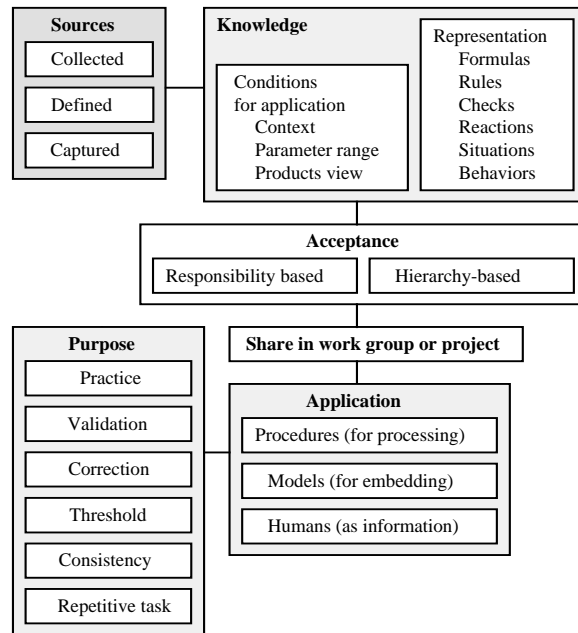 Sources
Collected
Defined
Captured
Knowledge
Conditions
for application
Context
Parameter range
Products view
Representation
Formulas
Rules
Checks
Reactions
Situations
Behaviors
Acceptance
Responsibility based
Hierarchy-based
Share in work group or project
Purpose
Practice
Validation
Correction
Threshold
Consistency
Repetitive task
Application
Procedures (for processing)
Models (for embedding)
Humans (as information)